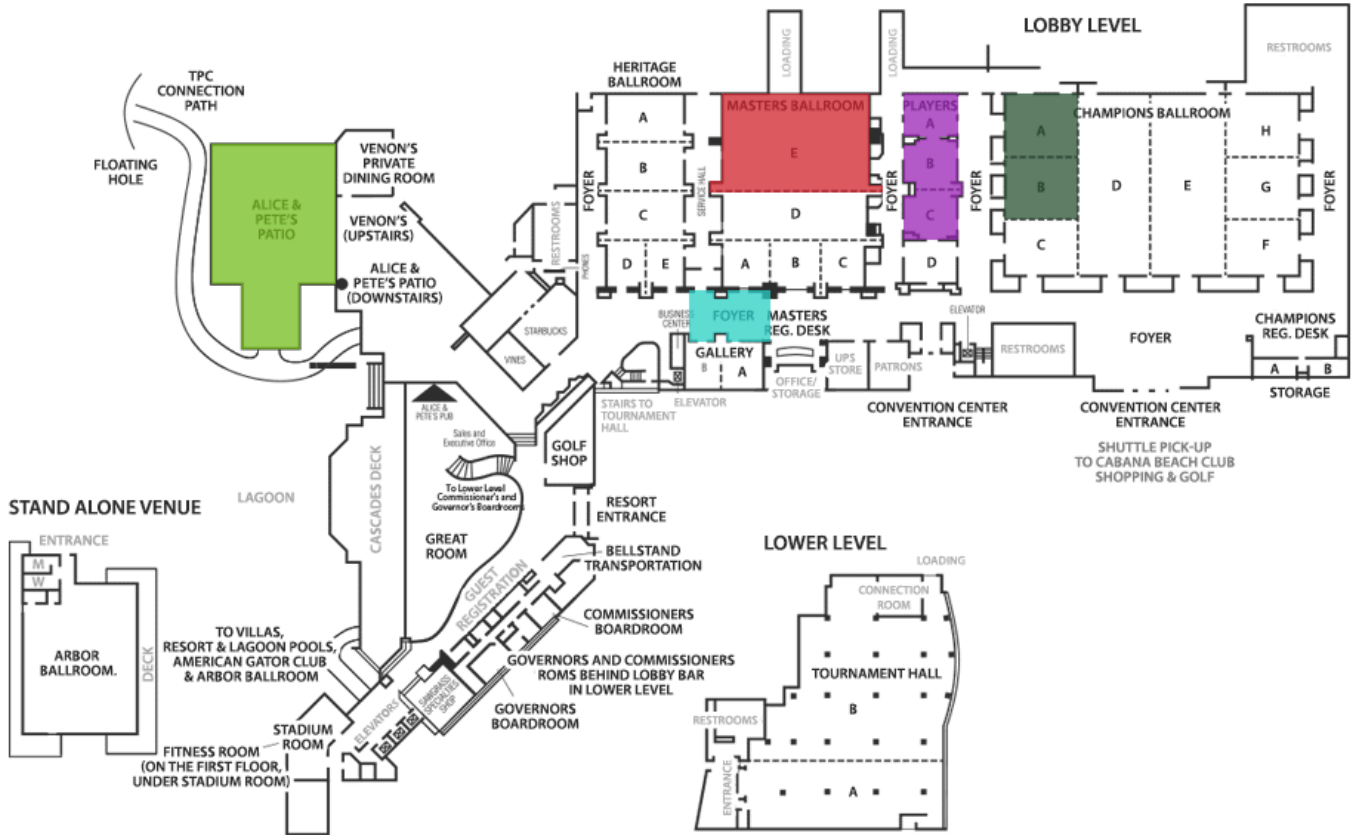 LOBBY LEVEL
RESTROOMS
LOADING
LOADING
HERITAGE
BALLROOM
TPC
CONNECTION
PATH
FLOATING
HOLE
VENON'S
PRIVATE
DINING ROOM
ALICE &
PETE'S
PATIO
VENON'S
(UPSTAIRS)
ALICE &
PETE'S PATIO
(DOWNSTAIRS)
RESTROOMS
PHONES
FOYER
A
B
C
D
E
SERVICE HALL
MASTERS BALLROOM
E
D
A
B
C
FOYER
PLAYERS
A
B
C
D
FOYER
CHAMPIONS BALLROOM
A
B
C
D
E
H
G
F
FOYER
STARBUCKS
VINES
BUSINESS
CENTER
FOYER
MASTERS
REG. DESK
GALLERY
B
A
OFFICE/
STORAGE
UPS
STORE
PATRONS
ELEVATOR
RESTROOMS
FOYER
CHAMPIONS
REG. DESK
A
B
STORAGE
STAIRS TO
TOURNAMENT
HALL
ELEVATOR
CONVENTION CENTER
ENTRANCE
CONVENTION CENTER
ENTRANCE
SHUTTLE PICK-UP
TO CABANA BEACH CLUB
SHOPPING & GOLF
ALICE &
PETE'S PUB
Sales and
Executive Office
GOLF
SHOP
To Lower Level
Commissioner's and
Governor's Boardrooms
LAGOON
CASCADES DECK
GREAT
ROOM
RESORT
ENTRANCE
BELLSTAND
TRANSPORTATION
GUEST
REGISTRATION
COMMISSIONERS
BOARDROOM
GOVERNORS AND COMMISSIONERS
ROMS BEHIND LOBBY BAR
IN LOWER LEVEL
GOVERNORS
BOARDROOM
SAWGRASS
SPECIALTIES
SHOP
ELEVATORS
TO VILLAS,
RESORT & LAGOON POOLS,
AMERICAN GATOR CLUB
& ARBOR BALLROOM
STADIUM
ROOM
FITNESS ROOM
(ON THE FIRST FLOOR,
UNDER STADIUM ROOM)
STAND ALONE VENUE
ENTRANCE
M
W
ARBOR
BALLROOM.
DECK
LOWER LEVEL
LOADING
CONNECTION
ROOM
TOURNAMENT HALL
B
RESTROOMS
ENTRANCE
A